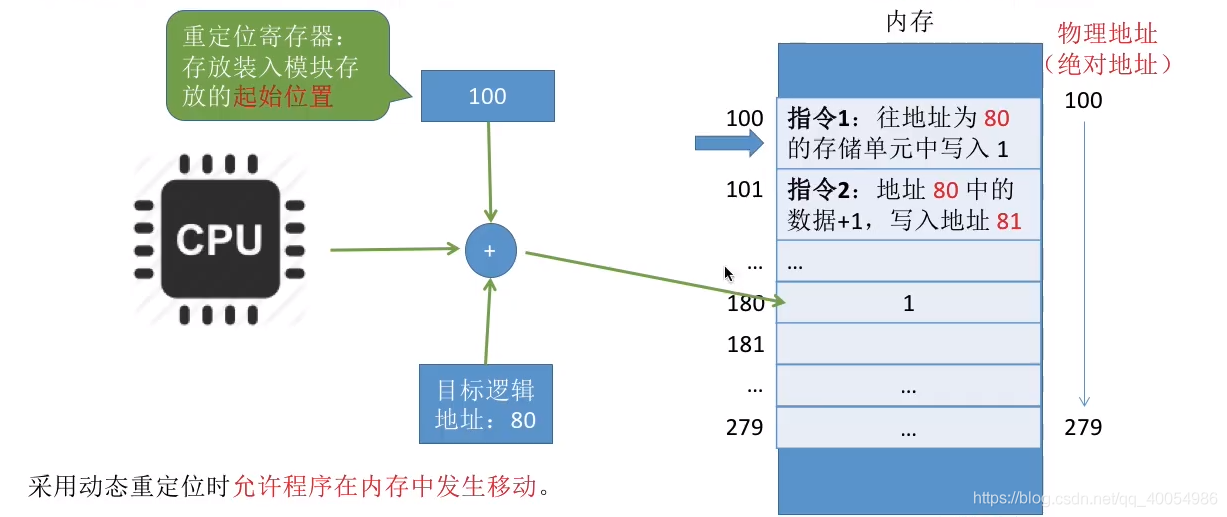 重定位寄存器：
存放装入模块存
放的起始位置
100
CPU
+
目标逻辑
地址：80
采用动态重定位时允许程序在内存中发生移动。
内存
物理地址
（绝对地址）
100
指令1：往地址为 80
的存储单元中写入 1
100
101
指令2：地址 80 中的
数据+1，写入地址 81
...
...
180
1
181
...
...
279
...
279
https://blog.csdn.net/qq_40054986